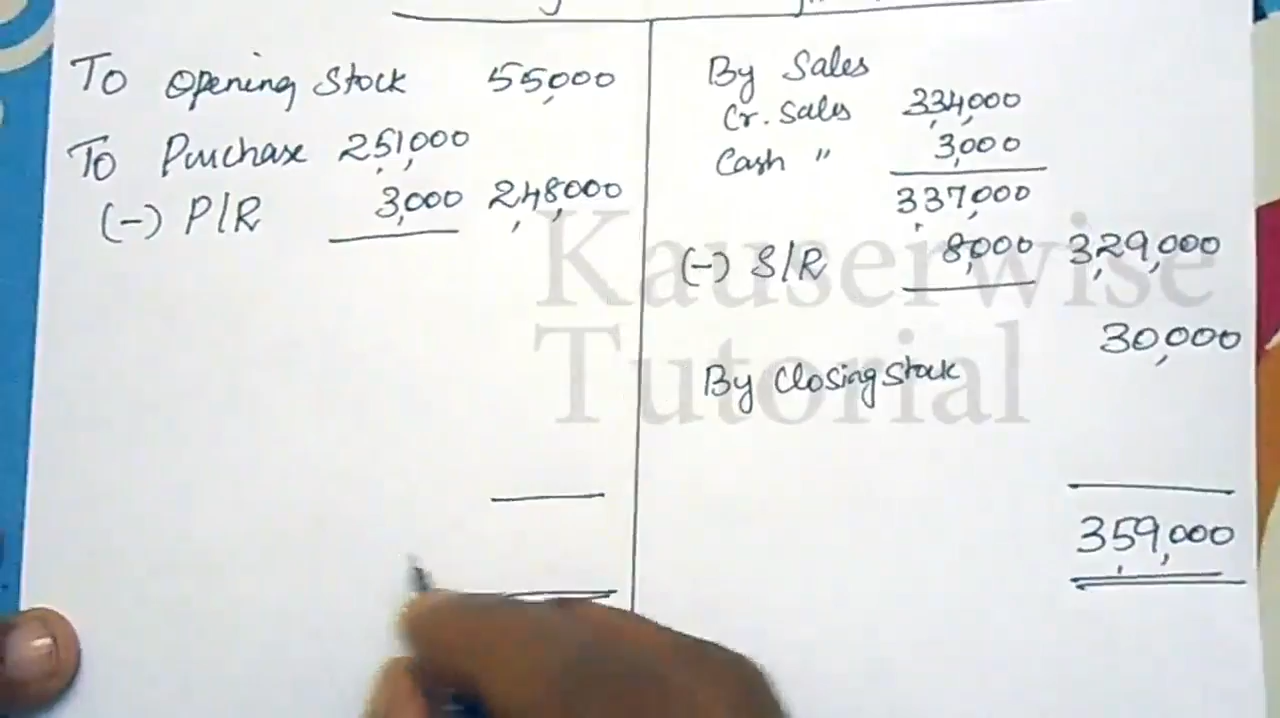 To Opening Stock 55,000
To Purchase 2,51,000
(-) P/R 3,000 2,48,000
By Sales
Cr. Sales 3,34,000
Cash " 3,000
3,37,000
(-) S/R 8,000 3,29,000
30,000
By Closing Stock
3,59,000
Kauserwise
Tutorial